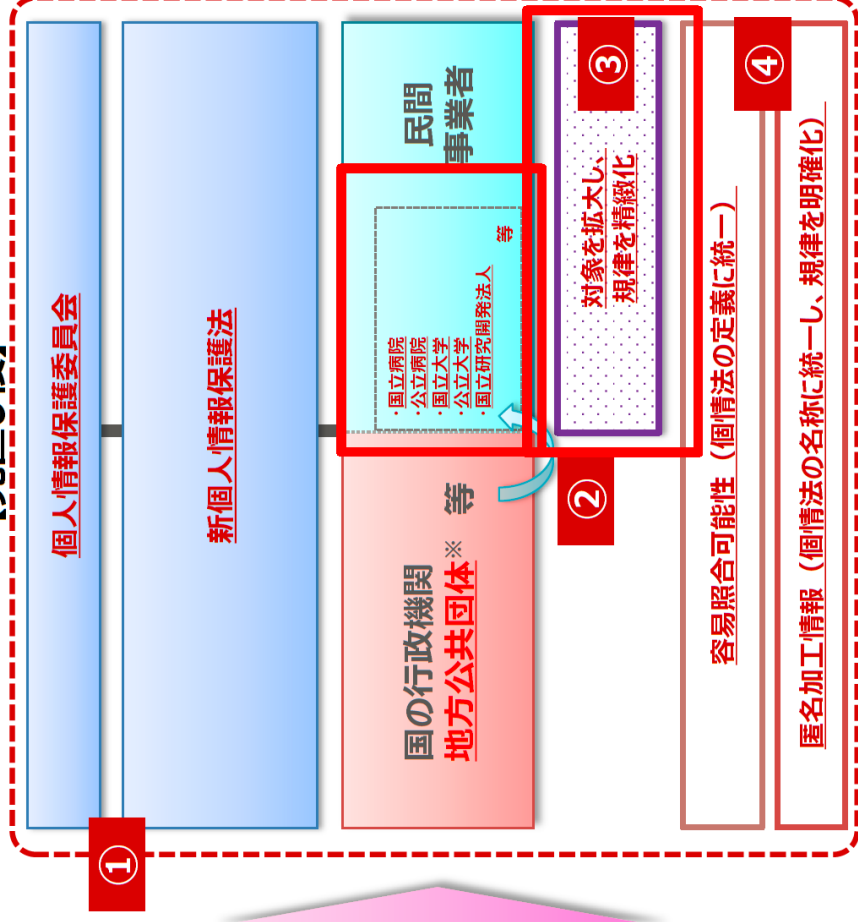 ①
個人情報保護委員会
新個人情報保護法
国の行政機関
地方公共団体※ 等
民間
事業者
・国立病院
・公立病院
・国立大学
・公立大学
・国立研究開発法人
等
②
対象を拡大し、
規律を精緻化
③
容易照合可能性（個情法の定義に統一）
④
匿名加工情報（個情法の名称に統一し、規律を明確化）